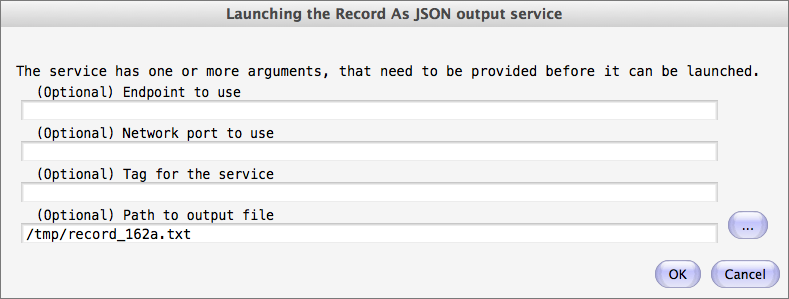 Launching the Record As JSON output service
The service has one or more arguments, that need to be provided before it can be launched.
(Optional) Endpoint to use
(Optional) Network port to use
(Optional) Tag for the service
(Optional) Path to output file
/tmp/record_162a.txt
...
OK Cancel